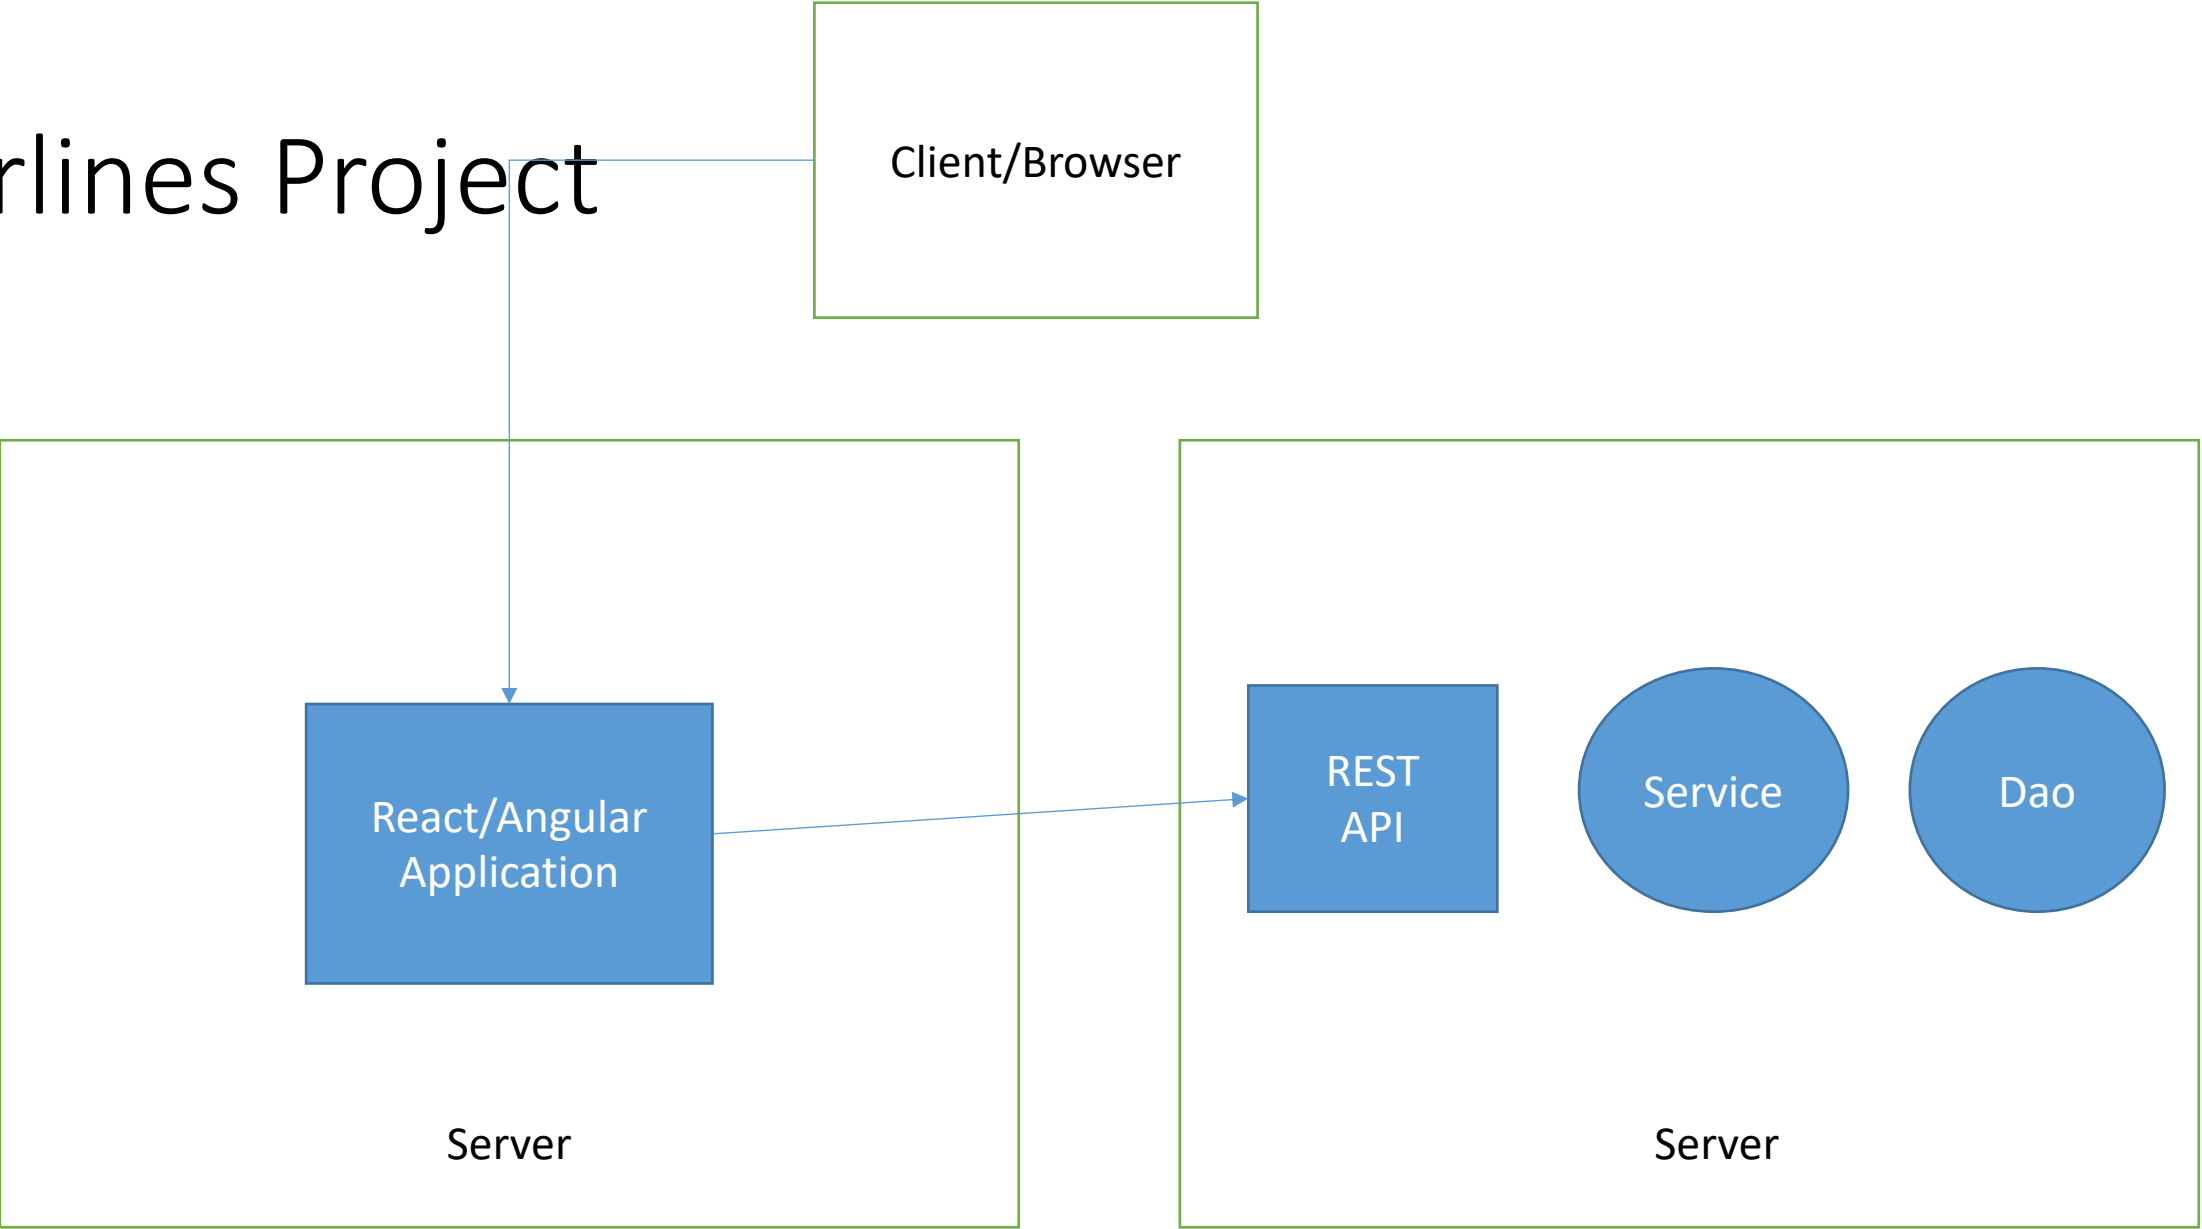 rlines Project
Client/Browser
React/Angular
Application
REST
API
Service
Dao
Server
Server